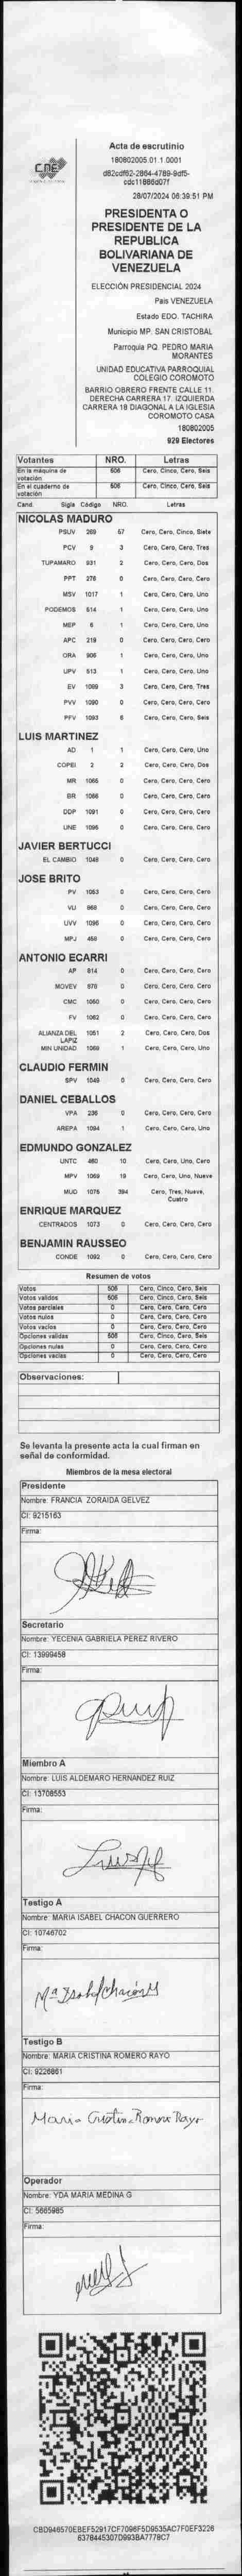 CNE
Acta de escrutinio
180802005.01.1.0001
d82cdf62-2864-4789-9df5-
cdc11886d07f
28/07/2024 06:39:51 PM
PRESIDENTA O
PRESIDENTE DE LA
REPUBLICA
BOLIVARIANA DE
VENEZUELA
ELECCIÓN PRESIDENCIAL 2024
País VENEZUELA
Estado EDO. TACHIRA
Municipio MP. SAN CRISTOBAL
Parroquia PQ. PEDRO MARIA
MORANTES
UNIDAD EDUCATIVA PARROQUIAL
COLEGIO COROMOTO
BARRIO OBRERO FRENTE CALLE 11.
DERECHA CARRERA 17. IZQUIERDA
CARRERA 18 DIAGONAL A LA IGLESIA
COROMOTO CASA
180802005
929 Electores
Votantes NRO. Letras
En la máquina de votación 506 Cero, Cinco, Cero, Seis
En el cuaderno de votación 506 Cero, Cinco, Cero, Seis
Cand. Sigla Código NRO. Letras
NICOLAS MADURO
PSUV 269 57 Cero, Cero, Cinco, Siete
PCV 9 3 Cero, Cero, Cero, Tres
TUPAMARO 931 2 Cero, Cero, Cero, Dos
PPT 276 0 Cero, Cero, Cero, Cero
MSV 1017 1 Cero, Cero, Cero, Uno
PODEMOS 514 1 Cero, Cero, Cero, Uno
MEP 6 1 Cero, Cero, Cero, Uno
APC 219 0 Cero, Cero, Cero, Cero
ORA 906 1 Cero, Cero, Cero, Uno
UPV 513 1 Cero, Cero, Cero, Uno
EV 1089 3 Cero, Cero, Cero, Tres
PVV 1090 0 Cero, Cero, Cero, Cero
PFV 1093 6 Cero, Cero, Cero, Seis
LUIS MARTINEZ
AD 1 1 Cero, Cero, Cero, Uno
COPEI 2 2 Cero, Cero, Cero, Dos
MR 1065 0 Cero, Cero, Cero, Cero
BR 1066 0 Cero, Cero, Cero, Cero
DDP 1091 0 Cero, Cero, Cero, Cero
UNE 1095 0 Cero, Cero, Cero, Cero
JAVIER BERTUCCI
EL CAMBIO 1048 0 Cero, Cero, Cero, Cero
JOSE BRITO
PV 1053 0 Cero, Cero, Cero, Cero
VU 868 0 Cero, Cero, Cero, Cero
UVV 1096 0 Cero, Cero, Cero, Cero
MPJ 458 0 Cero, Cero, Cero, Cero
ANTONIO ECARRI
AP 814 0 Cero, Cero, Cero, Cero
MOVEV 870 0 Cero, Cero, Cero, Cero
CMC 1050 0 Cero, Cero, Cero, Cero
FV 1062 0 Cero, Cero, Cero, Cero
ALIANZA DEL LAPIZ 1051 2 Cero, Cero, Cero, Dos
MIN UNIDAD 1068 1 Cero, Cero, Cero, Uno
CLAUDIO FERMIN
SPV 1049 0 Cero, Cero, Cero, Cero
DANIEL CEBALLOS
VPA 236 0 Cero, Cero, Cero, Cero
AREPA 1094 1 Cero, Cero, Cero, Uno
EDMUNDO GONZALEZ
UNTC 460 10 Cero, Cero, Uno, Cero
MPV 1069 19 Cero, Cero, Uno, Nueve
MUD 1076 394 Cero, Tres, Nueve, Cuatro
ENRIQUE MARQUEZ
CENTRADOS 1073 0 Cero, Cero, Cero, Cero
BENJAMIN RAUSSEO
CONDE 1092 0 Cero, Cero, Cero, Cero
Resumen de votos
Votos 506 Cero, Cinco, Cero, Seis
Votos validos 506 Cero, Cinco, Cero, Seis
Votos parciales 0 Cero, Cero, Cero, Cero
Votos nulos 0 Cero, Cero, Cero, Cero
Votos vacíos 0 Cero, Cero, Cero, Cero
Opciones validas 506 Cero, Cinco, Cero, Seis
Opciones nulas 0 Cero, Cero, Cero, Cero
Opciones vacías 0 Cero, Cero, Cero, Cero
Observaciones:
Se levanta la presente acta la cual firman en
señal de conformidad.
Miembros de la mesa electoral
Presidente
Nombre: FRANCIA ZORAIDA GELVEZ
CI: 9215163
Firma:
Secretario
Nombre: YECENIA GABRIELA PEREZ RIVERO
CI: 13999458
Firma:
Miembro A
Nombre: LUIS ALDEMARO HERNANDEZ RUIZ
CI: 13708553
Firma:
Testigo A
Nombre: MARIA ISABEL CHACON GUERRERO
CI: 10746702
Firma:
Mª Isabel Chacón G
Testigo B
Nombre: MARIA CRISTINA ROMERO RAYO
CI: 9226861
Firma:
Maria Cristina Romero Rayo
Operador
Nombre: YDA MARIA MEDINA G
CI: 5665985
Firma:
CBD946570EBEF52917CF7096F5D9535AC7F0EF3226
6378445307D993BA7778C7